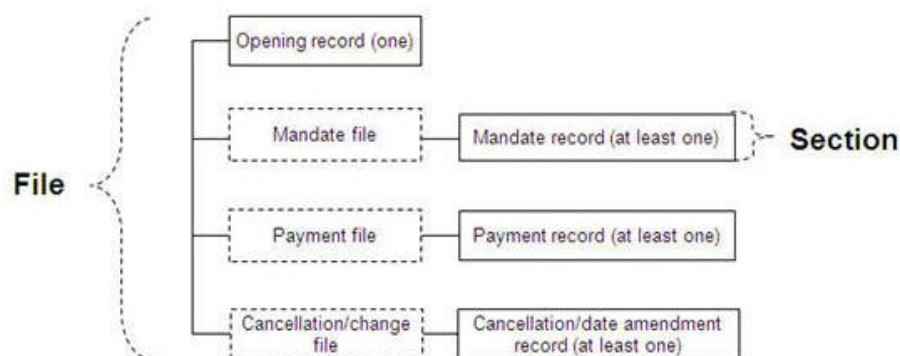 Opening record (one)
Mandate file
Mandate record (at least one)
Section
File
Payment file
Payment record (at least one)
Cancellation/change
file
Cancellation/date amendment
record (at least one)